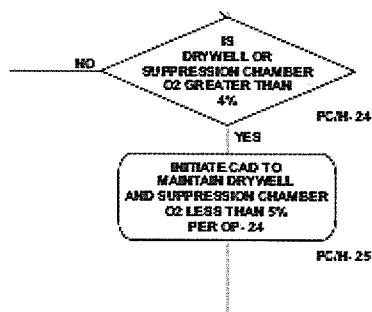 IS
DRYWELL OR
SUPPRESSION CHAMBER
O2 GREATER THAN
4%
NO
PC/H-24
YES
INITIATE CAD TO
MAINTAIN DRYWELL
AND SUPPRESSION CHAMBER
O2 LESS THAN 5%
PER OP-24
PC/H-25